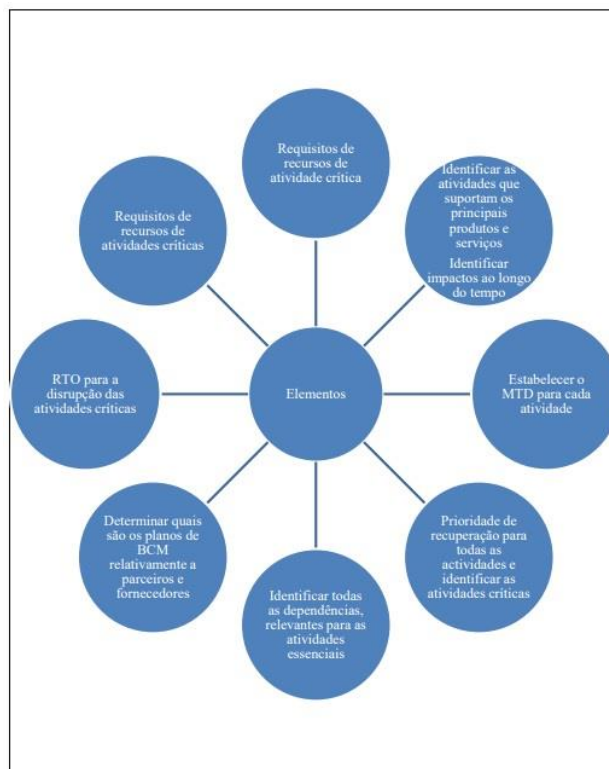 Requisitos de
recursos de
atividade crítica
Identificar as
atividades que
suportam os
principais
produtos e
serviços
Identificar
impactos ao longo
do tempo
Estabelecer o
MTD para cada
atividade
Prioridade de
recuperação para
todas as
actividades e
identificar as
atividades críticas
Identificar todas
as dependências,
relevantes para as
atividades
essenciais
Determinar quais
são os planos de
BCM
relativamente a
parceiros e
fornecedores
RTO para a
disrupção das
atividades críticas
Requisitos de
recursos de
atividades críticas
Elementos